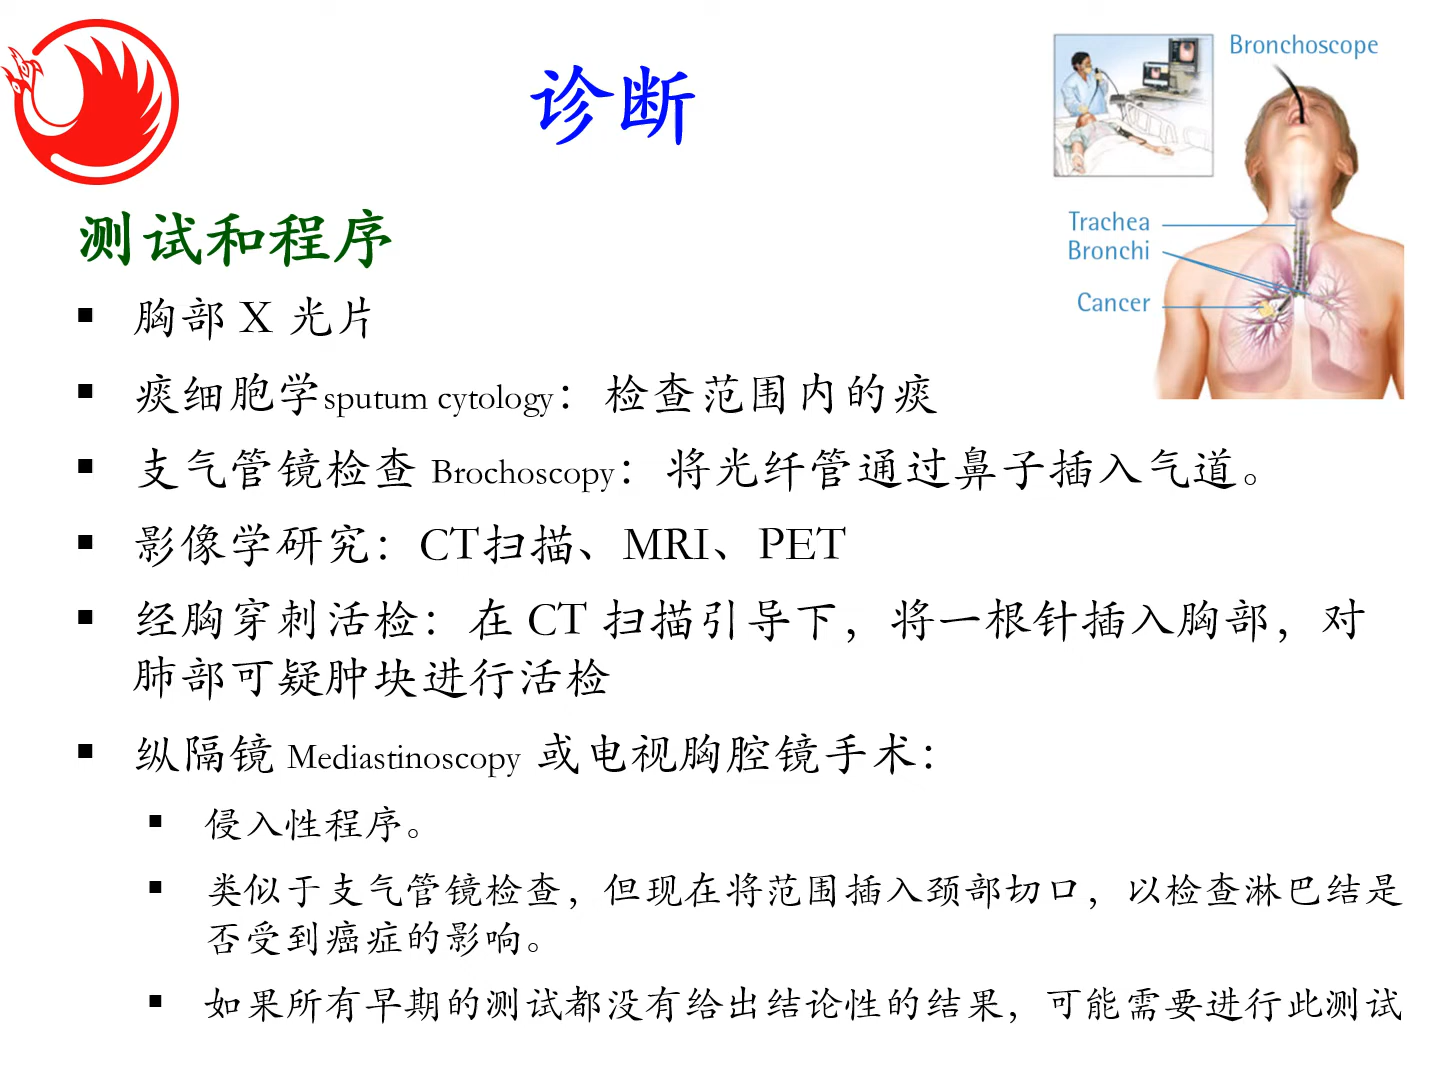 诊断
Bronchoscope
Trachea
Bronchi
Cancer
测试和程序
▪ 胸部 X 光片
▪ 痰细胞学sputum cytology：检查范围内的痰
▪ 支气管镜检查 Brochoscopy：将光纤管通过鼻子插入气道。
▪ 影像学研究：CT扫描、MRI、PET
▪ 经胸穿刺活检：在 CT 扫描引导下，将一根针插入胸部，对
肺部可疑肿块进行活检
▪ 纵隔镜 Mediastinoscopy 或电视胸腔镜手术：
▪ 侵入性程序。
▪ 类似于支气管镜检查，但现在将范围插入颈部切口，以检查淋巴结是
否受到癌症的影响。
▪ 如果所有早期的测试都没有给出结论性的结果，可能需要进行此测试